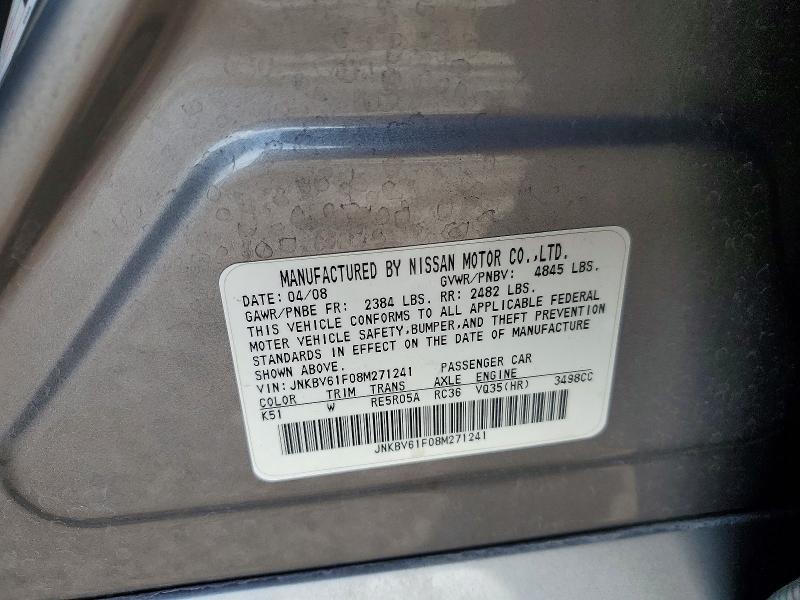 MANUFACTURED BY NISSAN MOTOR CO.,LTD.
DATE: 04/08 GVWR/PNBV: 4845 LBS.
GAWR/PNBE FR: 2384 LBS. RR: 2482 LBS.
THIS VEHICLE CONFORMS TO ALL APPLICABLE FEDERAL
MOTER VEHICLE SAFETY,BUMPER,AND THEFT PREVENTION
STANDARDS IN EFFECT ON THE DATE OF MANUFACTURE
SHOWN ABOVE.
VIN: JNKBV61F08M271241 PASSENGER CAR
COLOR TRIM TRANS AXLE ENGINE
K51 W RE5R05A RC36 VQ35(HR) 3498CC
JNKBV61F08M271241